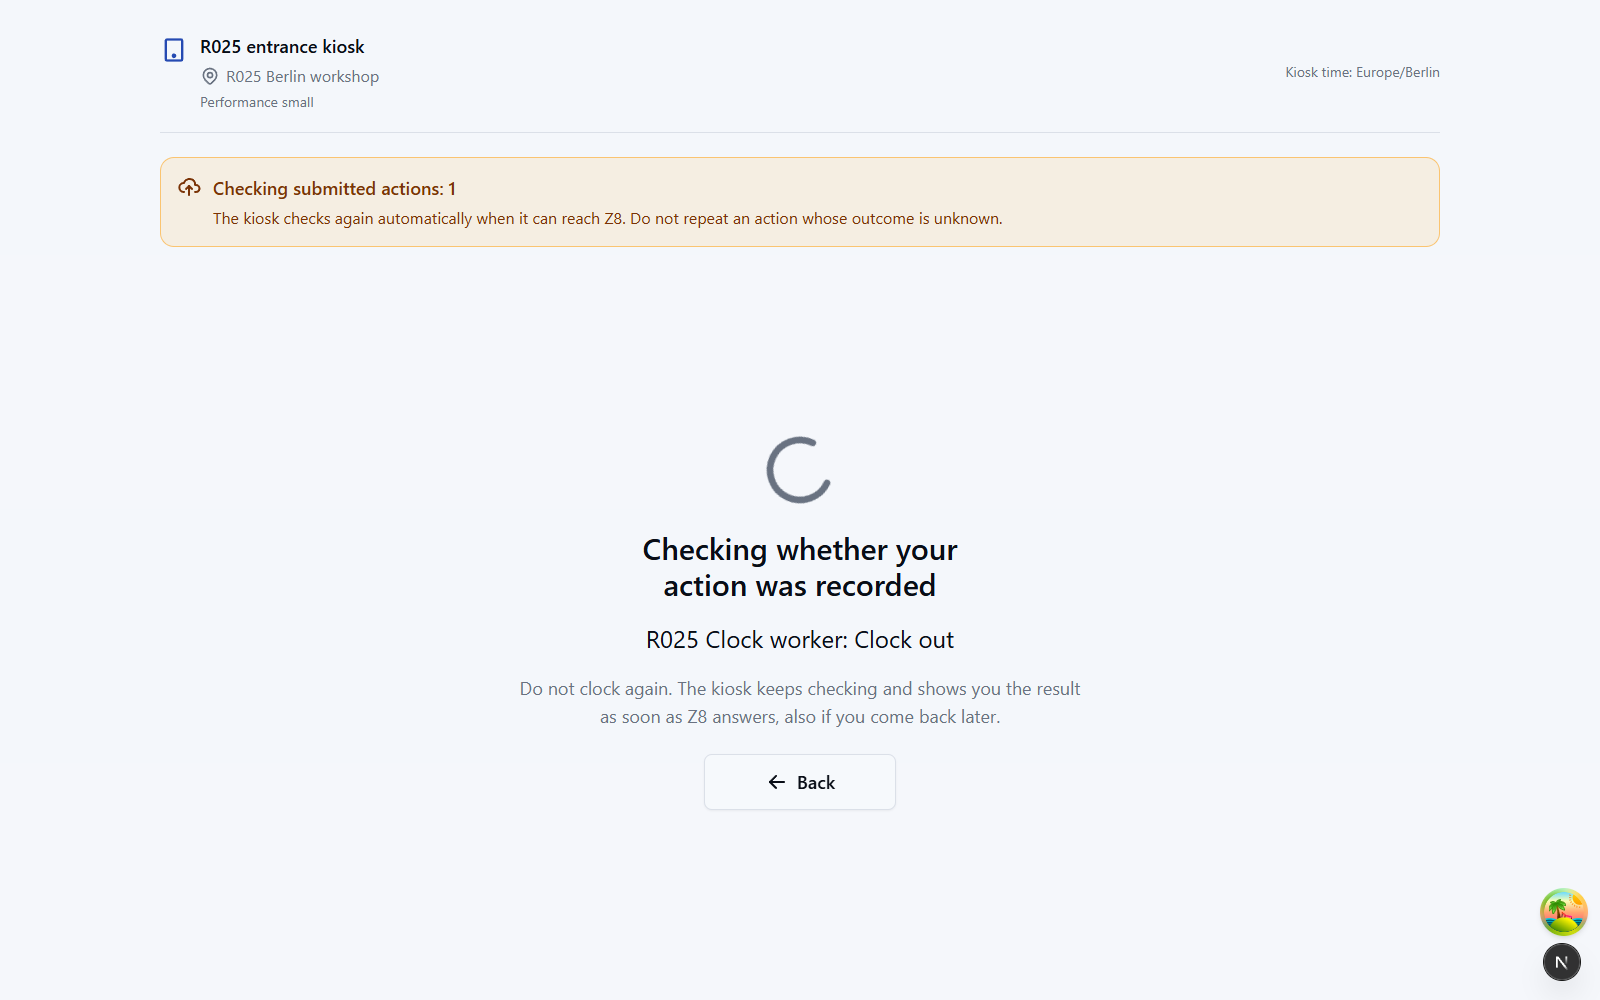 R025 entrance kiosk
R025 Berlin workshop
Performance small
Kiosk time: Europe/Berlin
Checking submitted actions: 1
The kiosk checks again automatically when it can reach Z8. Do not repeat an action whose outcome is unknown.
Checking whether your
action was recorded
R025 Clock worker: Clock out
Do not clock again. The kiosk keeps checking and shows you the result
as soon as Z8 answers, also if you come back later.
Back
N